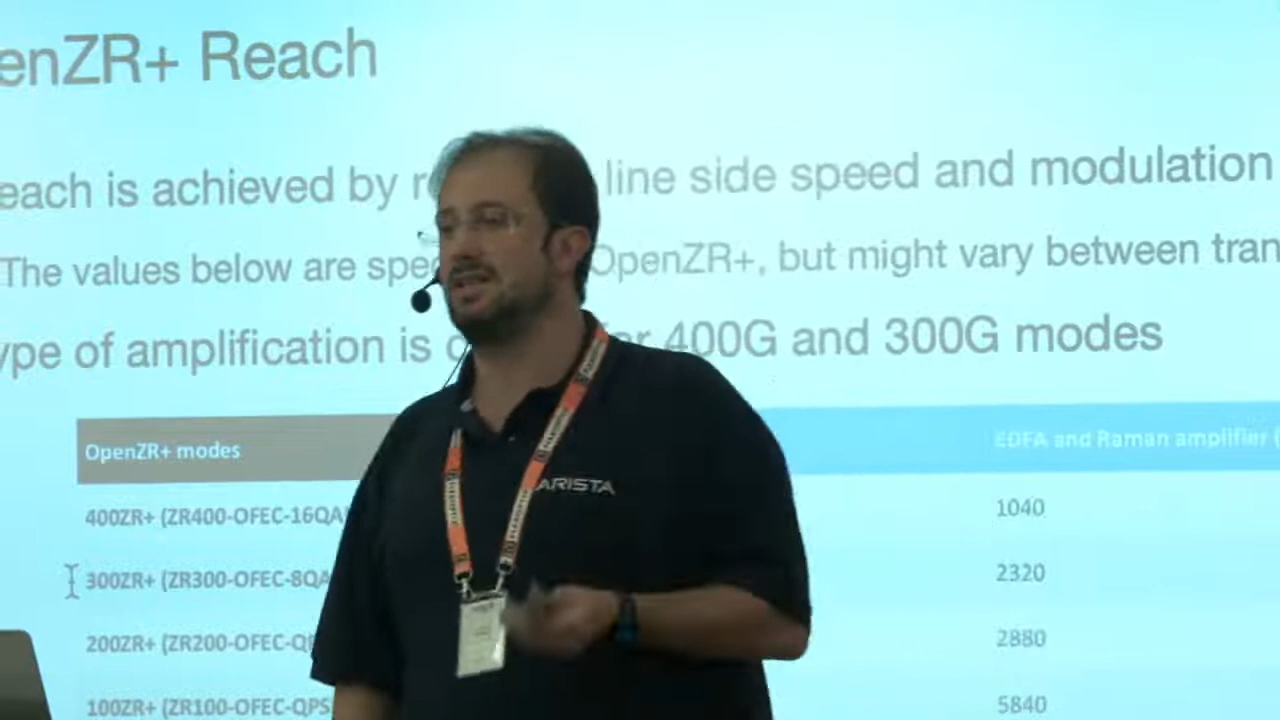 enZR+ Reach
each is achieved by line side speed and modulation
The values below are OpenZR+, but might vary between
ype of amplification is 400G and 300G modes
OpenZR+ modes EDFA and Raman amplifier
400ZR+ (ZR400-OFEC-16QA 1040
300ZR+ (ZR300-OFEC-8QA 2320
200ZR+ (ZR200-OFEC-Q 2880
100ZR+ (ZR100-OFEC-QPS 5840
ARISTA